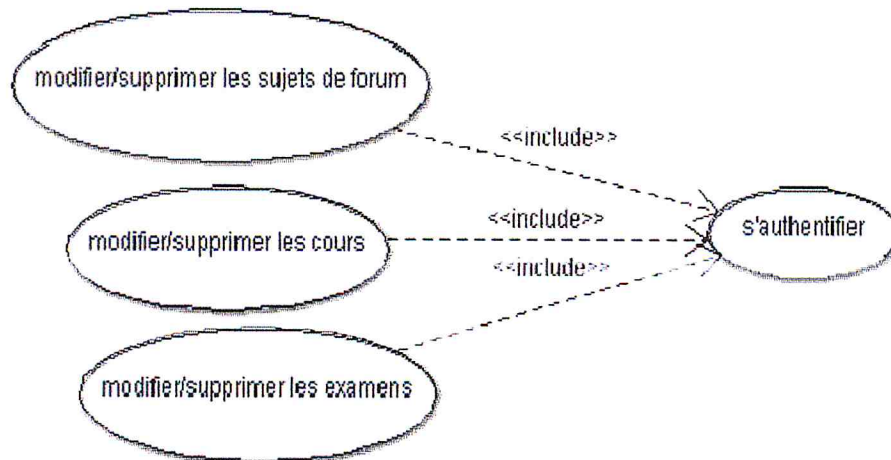 modifier/supprimer les sujets de forum
<<include>>
modifier/supprimer les cours
<<include>>
s'authentifier
<<include>>
modifier/supprimer les examens